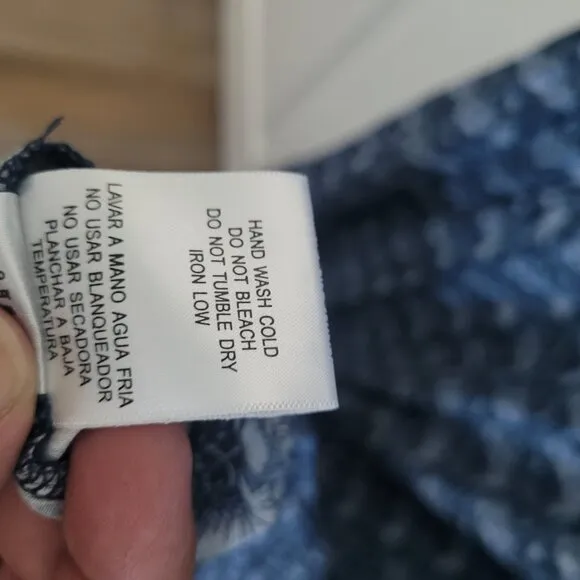 HAND WASH COLD
DO NOT BLEACH
DO NOT TUMBLE DRY
IRON LOW
LAVAR A MANO AGUA FRIA
NO USAR BLANQUEADOR
NO USAR SECADORA
PLANCHAR A BAJA
TEMPERATURA